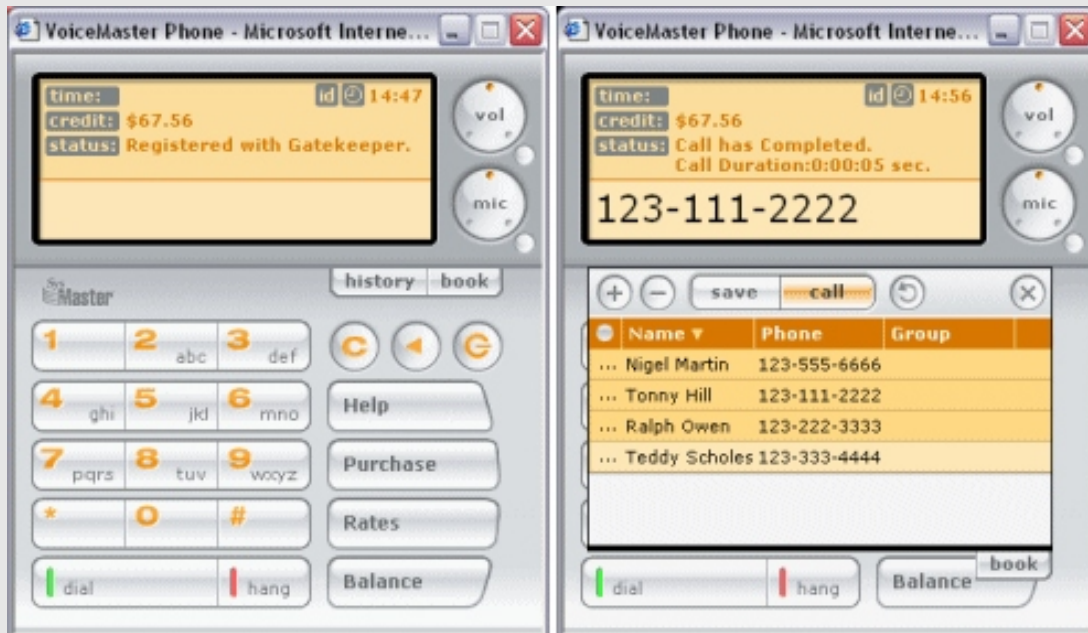 VoiceMaster Phone - Microsoft Interne...
time: id 14:47
credit: $67.56
status: Registered with Gatekeeper.
vol
mic
history book
Sys Master
1 2 abc 3 def
C
4 ghi 5 jkl 6 mno
Help
7 pqrs 8 tuv 9 wxyz
Purchase
* 0 #
Rates
dial hang
Balance
VoiceMaster Phone - Microsoft Interne...
time: id 14:56
credit: $67.56
status: Call has Completed.
Call Duration:0:00:05 sec.
123-111-2222
vol
mic
+ - save call
Name Phone Group
... Nigel Martin 123-555-6666
... Tonny Hill 123-111-2222
... Ralph Owen 123-222-3333
... Teddy Scholes 123-333-4444
book
dial hang
Balance